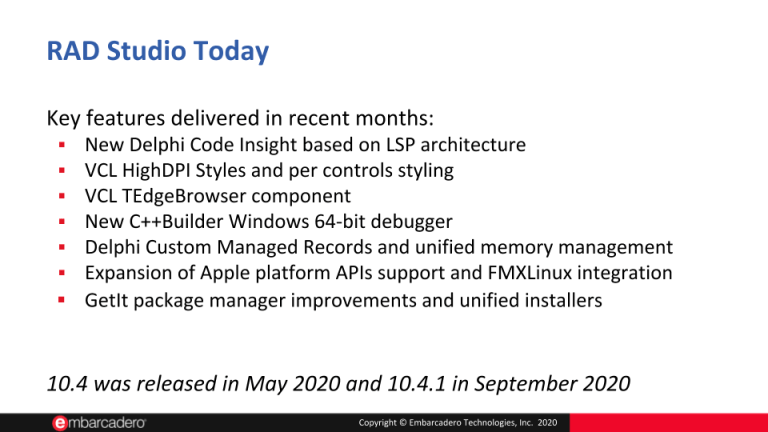 RAD Studio Today
Key features delivered in recent months:
▪ New Delphi Code Insight based on LSP architecture
▪ VCL HighDPI Styles and per controls styling
▪ VCL TEdgeBrowser component
▪ New C++Builder Windows 64-bit debugger
▪ Delphi Custom Managed Records and unified memory management
▪ Expansion of Apple platform APIs support and FMXLinux integration
▪ GetIt package manager improvements and unified installers
10.4 was released in May 2020 and 10.4.1 in September 2020
embarcadero® Copyright © Embarcadero Technologies, Inc. 2020